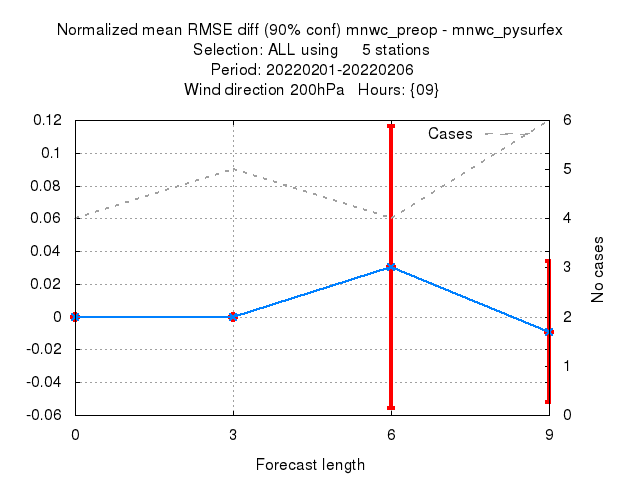 Normalized mean RMSE diff (90% conf) mnwc_preop - mnwc_pysurfex
Selection: ALL using 5 stations
Period: 20220201-20220206
Wind direction 200hPa Hours: {09}
Cases
0.12
0.1
0.08
0.06
0.04
0.02
0
-0.02
-0.04
-0.06
6
5
4
3
2
1
0
No cases
0 3 6 9
Forecast length